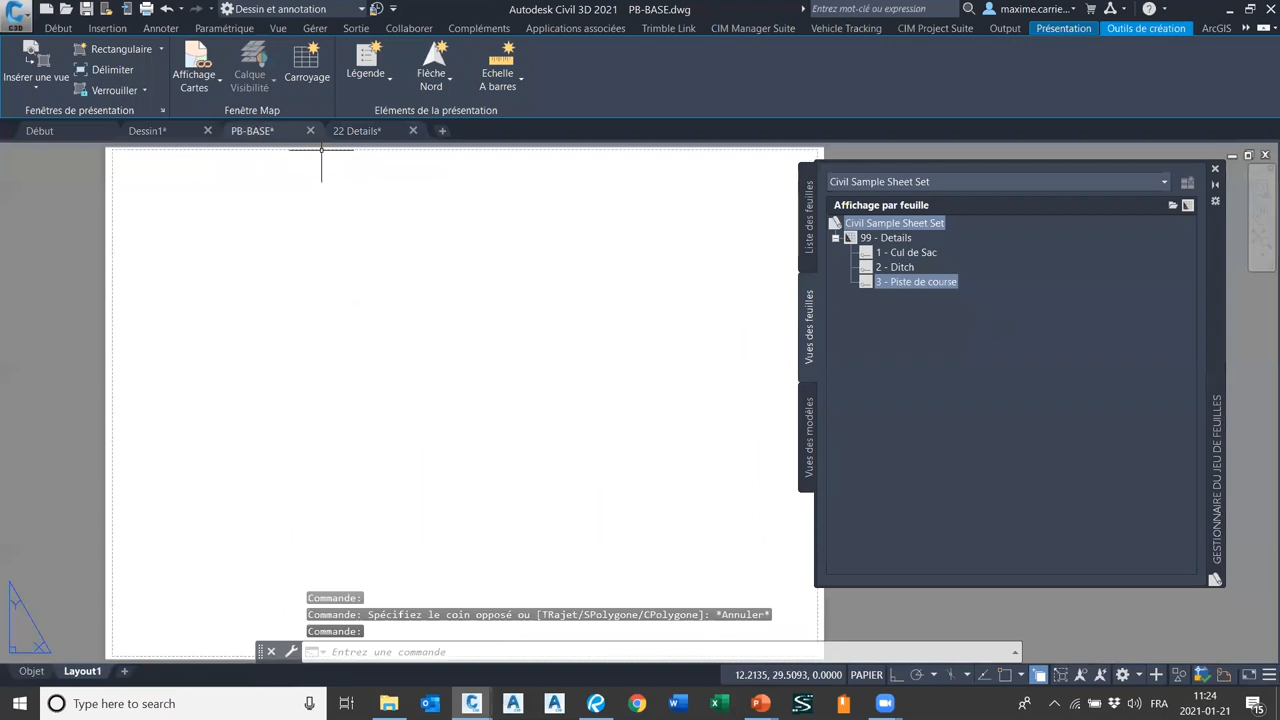 Dessin et annotation
Autodesk Civil 3D 2021 PB-BASE.dwg
Entrez mot-clé ou expression
maxime.carrie...
C3D
Début Insertion Annoter Paramétrique Vue Gérer Sortie Collaborer Compléments Applications associées Trimble Link CIM Manager Suite Vehicle Tracking CIM Project Suite Output Présentation Outils de création ArcGIS
Insérer une vue
Rectangulaire
Délimiter
Verrouiller
Affichage
Cartes
Calque
Visibilité
Carroyage
Légende
Flèche
Nord
Echelle
A barres
Fenêtres de présentation
Fenêtre Map
Eléments de la présentation
Début
Dessin1*
PB-BASE*
22 Details*
Liste des feuilles
Vues des feuilles
Vues des modèles
Civil Sample Sheet Set
Affichage par feuille
Civil Sample Sheet Set
99 - Details
1 - Cul de Sac
2 - Ditch
3 - Piste de course
GESTIONNAIRE DU JEU DE FEUILLES
Y
X
Commande:
Commande: Spécifiez le coin opposé ou [TRajet/SPolygone/CPolygone]: *Annuler*
Commande:
Entrez une commande
Objet
Layout1
12.2135, 29.5093, 0.0000
PAPIER
Type here to search
FRA
11:24
2021-01-21
15